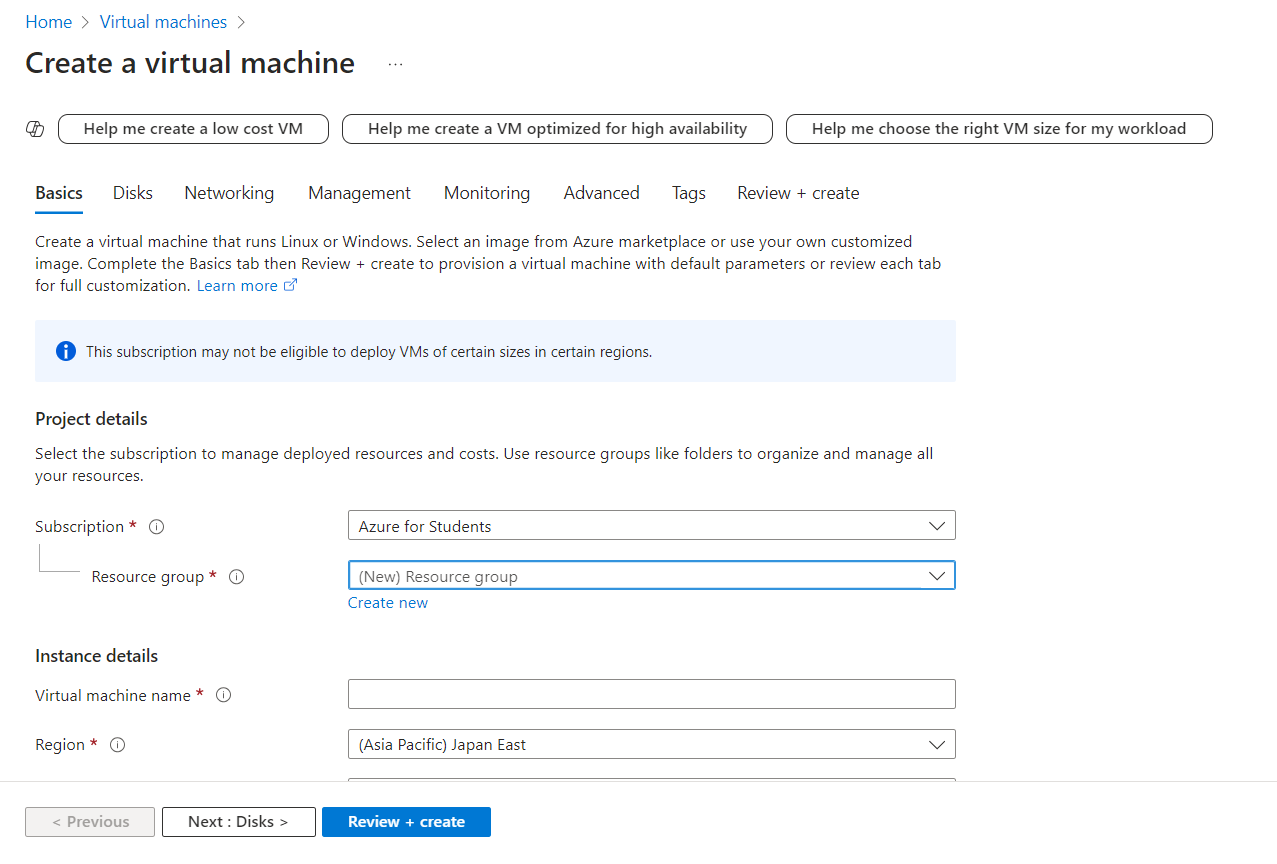 Home > Virtual machines >
Create a virtual machine ...
Help me create a low cost VM
Help me create a VM optimized for high availability
Help me choose the right VM size for my workload
Basics Disks Networking Management Monitoring Advanced Tags Review + create
Create a virtual machine that runs Linux or Windows. Select an image from Azure marketplace or use your own customized
image. Complete the Basics tab then Review + create to provision a virtual machine with default parameters or review each tab
for full customization. Learn more
This subscription may not be eligible to deploy VMs of certain sizes in certain regions.
Project details
Select the subscription to manage deployed resources and costs. Use resource groups like folders to organize and manage all
your resources.
Subscription * Azure for Students
Resource group * (New) Resource group
Create new
Instance details
Virtual machine name *
Region * (Asia Pacific) Japan East
< Previous Next : Disks > Review + create